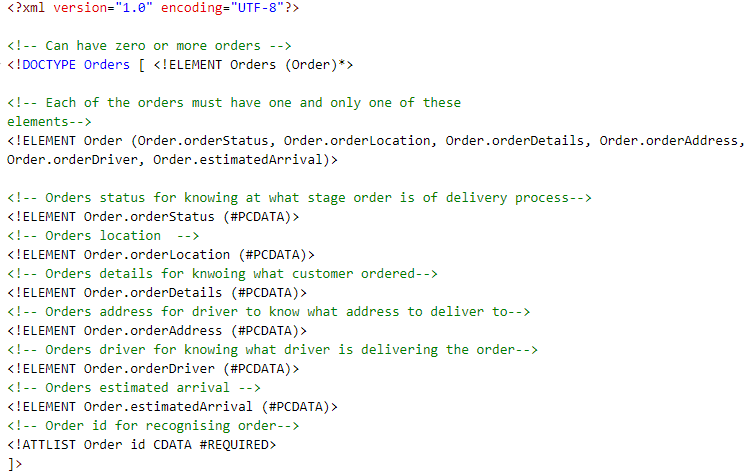 <?xml version="1.0" encoding="UTF-8"?>
<!-- Can have zero or more orders -->
<!DOCTYPE Orders [ <!ELEMENT Orders (Order)*>
<!-- Each of the orders must have one and only one of these
elements-->
<!ELEMENT Order (Order.orderStatus, Order.orderLocation, Order.orderDetails, Order.orderAddress,
Order.orderDriver, Order.estimatedArrival)>
<!-- Orders status for knowing at what stage order is of delivery process-->
<!ELEMENT Order.orderStatus (#PCDATA)>
<!-- Orders location  -->
<!ELEMENT Order.orderLocation (#PCDATA)>
<!-- Orders details for knwoing what customer ordered-->
<!ELEMENT Order.orderDetails (#PCDATA)>
<!-- Orders address for driver to know what address to deliver to-->
<!ELEMENT Order.orderAddress (#PCDATA)>
<!-- Orders driver for knowing what driver is delivering the order-->
<!ELEMENT Order.orderDriver (#PCDATA)>
<!-- Orders estimated arrival -->
<!ELEMENT Order.estimatedArrival (#PCDATA)>
<!-- Order id for recognising order-->
<!ATTLIST Order id CDATA #REQUIRED>
]>